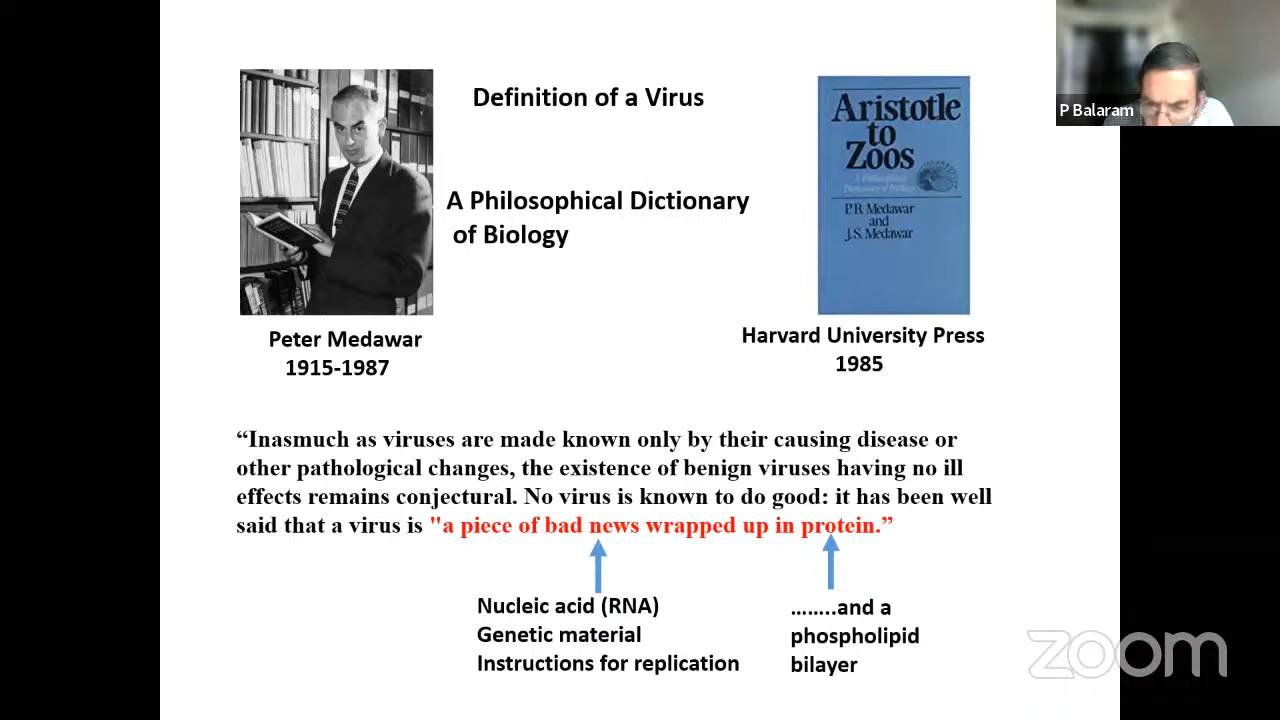 Definition of a Virus
P Balaram
Aristotle
to
Zoos
A Philosophical
Dictionary of Biology
P.B. Medawar
and
J.S. Medawar
A Philosophical Dictionary
of Biology
Peter Medawar
1915-1987
Harvard University Press
1985
“Inasmuch as viruses are made known only by their causing disease or
other pathological changes, the existence of benign viruses having no ill
effects remains conjectural. No virus is known to do good: it has been well
said that a virus is "a piece of bad news wrapped up in protein.”
Nucleic acid (RNA)
Genetic material
Instructions for replication
……..and a
phospholipid
bilayer
zoom